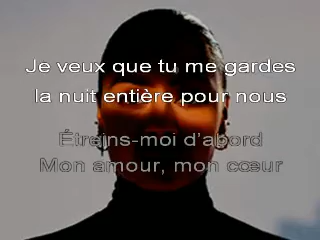 Je veux que tu me gardes
la nuit entière pour nous
Étreins-moi d'abord
Mon amour, mon cœur